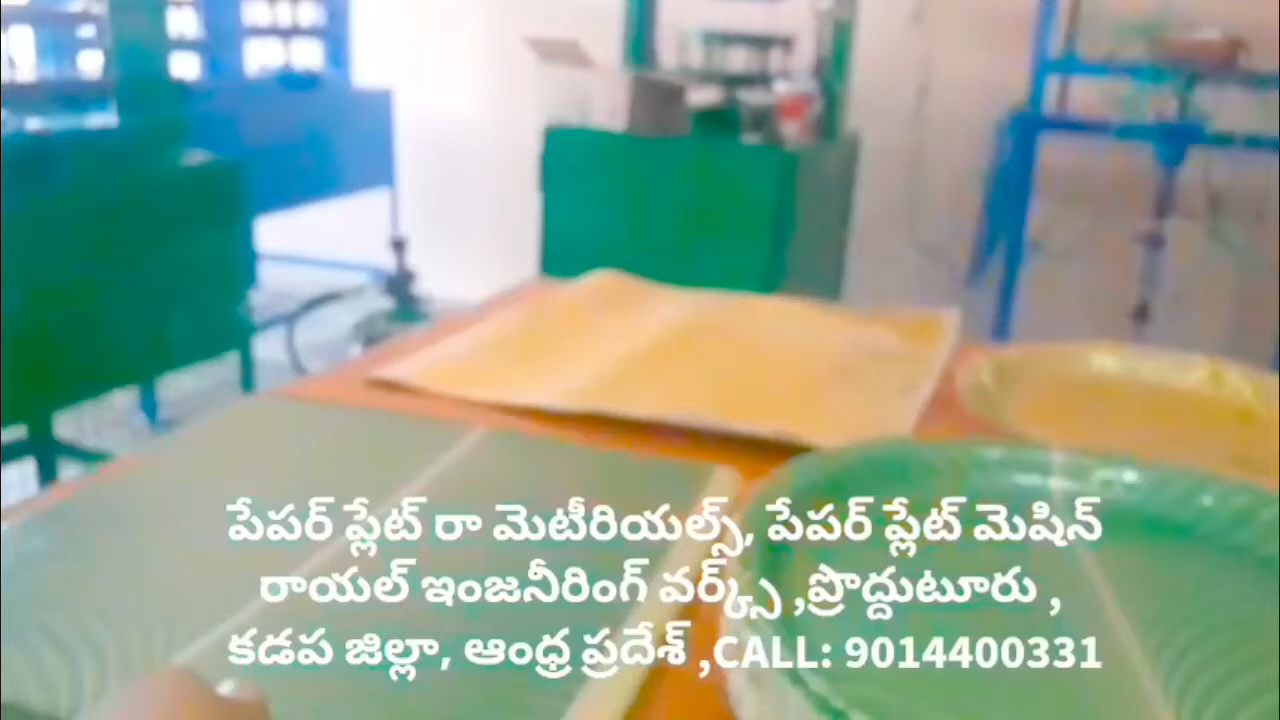 పేపర్ ప్లేట్ రా మెటీరియల్స్, పేపర్ ప్లేట్ మెషిన్
రాయల్ ఇంజనీరింగ్ వర్క్స్ ,ప్రొద్దుటూరు ,
కడప జిల్లా, ఆంధ్ర ప్రదేశ్ ,CALL: 9014400331